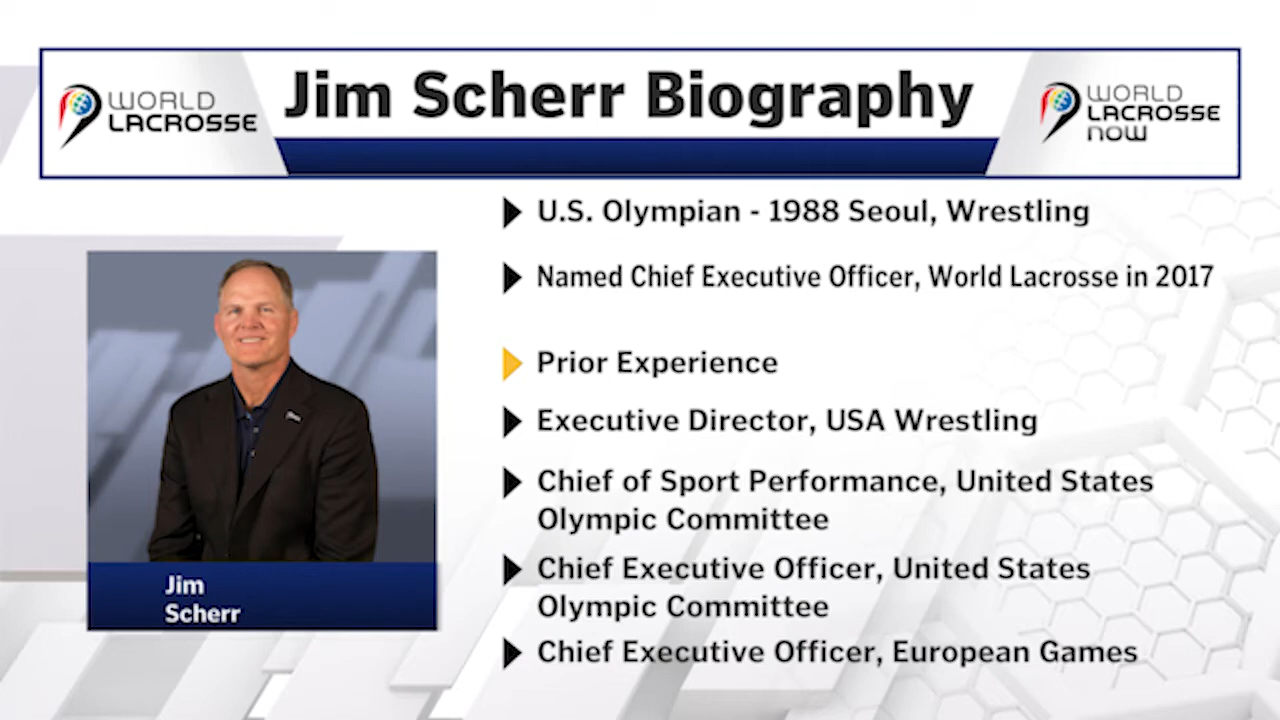 WORLD
LACROSSE
Jim Scherr Biography
WORLD
LACROSSE
NOW
U.S. Olympian - 1988 Seoul, Wrestling
Named Chief Executive Officer, World Lacrosse in 2017
Prior Experience
Executive Director, USA Wrestling
Chief of Sport Performance, United States
Olympic Committee
Chief Executive Officer, United States
Olympic Committee
Chief Executive Officer, European Games
Jim
Scherr